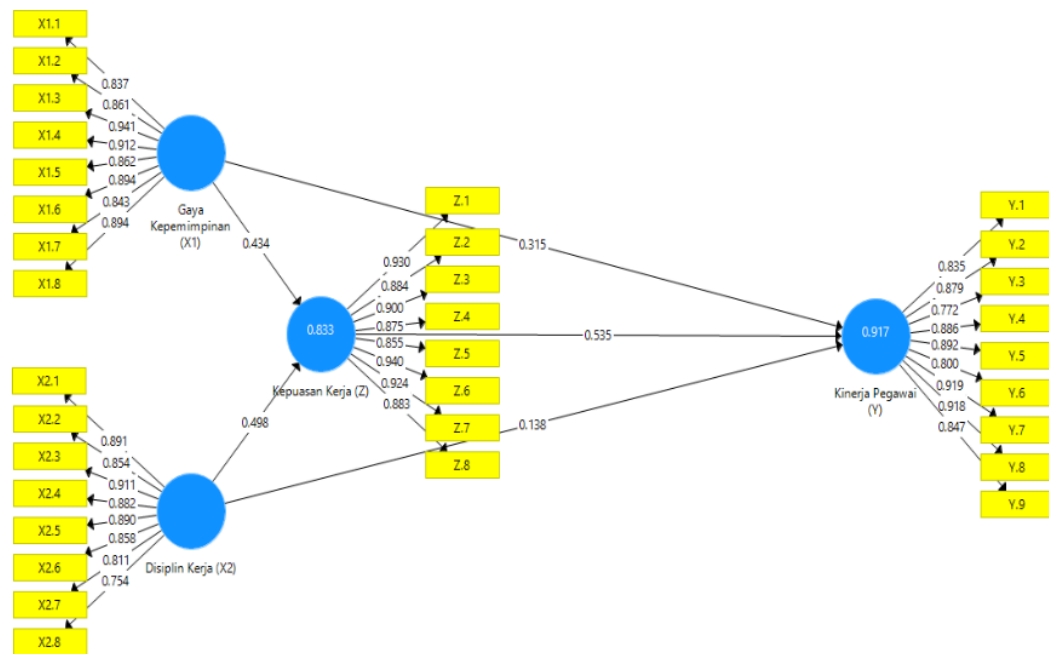 X1.1
X1.2
X1.3
X1.4
X1.5
X1.6
X1.7
X1.8
0.837
0.861
0.941
0.912
0.862
0.894
0.843
0.894
Gaya
Kepemimpinan
(X1)
0.434
0.315
Z.1
Z.2
Z.3
Z.4
Z.5
Z.6
Z.7
Z.8
0.930
0.884
0.900
0.875
0.855
0.940
0.924
0.883
0.833
Kepuasan Kerja (Z)
0.535
0.498
0.138
X2.1
X2.2
X2.3
X2.4
X2.5
X2.6
X2.7
X2.8
0.891
0.854
0.911
0.882
0.890
0.858
0.811
0.754
Disiplin Kerja (X2)
0.917
Kinerja Pegawai
(Y)
0.835
0.879
0.772
0.886
0.892
0.800
0.919
0.918
0.847
Y.1
Y.2
Y.3
Y.4
Y.5
Y.6
Y.7
Y.8
Y.9